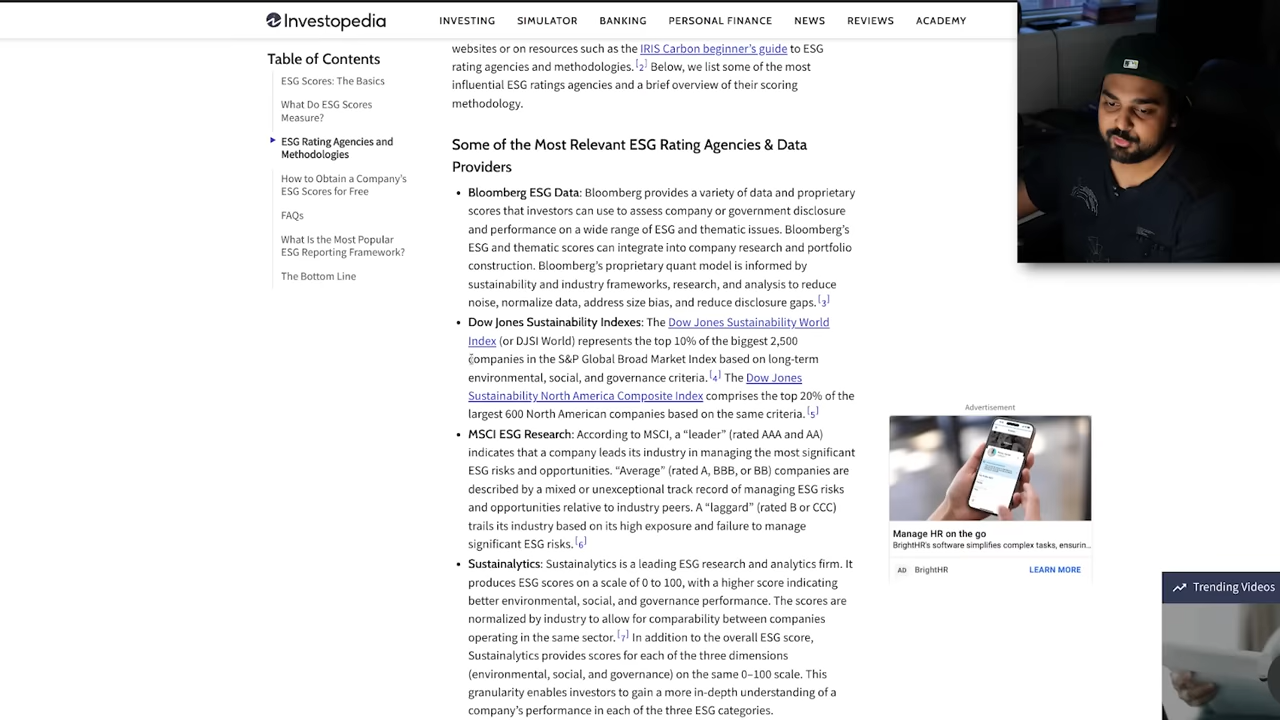 Investopedia
INVESTING SIMULATOR BANKING PERSONAL FINANCE NEWS REVIEWS ACADEMY
Table of Contents
ESG Scores: The Basics
What Do ESG Scores
Measure?
ESG Rating Agencies and
Methodologies
How to Obtain a Company's
ESG Scores for Free
FAQs
What Is the Most Popular
ESG Reporting Framework?
The Bottom Line
websites or on resources such as the IRIS Carbon beginner's guide to ESG
rating agencies and methodologies.[2] Below, we list some of the most
influential ESG ratings agencies and a brief overview of their scoring
methodology.
Some of the Most Relevant ESG Rating Agencies & Data
Providers
• Bloomberg ESG Data: Bloomberg provides a variety of data and proprietary
scores that investors can use to assess company or government disclosure
and performance on a wide range of ESG and thematic issues. Bloomberg's
ESG and thematic scores can integrate into company research and portfolio
construction. Bloomberg's proprietary quant model is informed by
sustainability and industry frameworks, research, and analysis to reduce
noise, normalize data, address size bias, and reduce disclosure gaps.[3]
• Dow Jones Sustainability Indexes: The Dow Jones Sustainability World
Index (or DJSI World) represents the top 10% of the biggest 2,500
companies in the S&P Global Broad Market Index based on long-term
environmental, social, and governance criteria.[4] The Dow Jones
Sustainability North America Composite Index comprises the top 20% of the
largest 600 North American companies based on the same criteria.[5]
• MSCI ESG Research: According to MSCI, a “leader” (rated AAA and AA)
indicates that a company leads its industry in managing the most significant
ESG risks and opportunities. “Average” (rated A, BBB, or BB) companies are
described by a mixed or unexceptional track record of managing ESG risks
and opportunities relative to industry peers. A “laggard” (rated B or CCC)
trails its industry based on its high exposure and failure to manage
significant ESG risks.[6]
• Sustainalytics: Sustainalytics is a leading ESG research and analytics firm. It
produces ESG scores on a scale of 0 to 100, with a higher score indicating
better environmental, social, and governance performance. The scores are
normalized by industry to allow for comparability between companies
operating in the same sector.[7] In addition to the overall ESG score,
Sustainalytics provides scores for each of the three dimensions
(environmental, social, and governance) on the same 0–100 scale. This
granularity enables investors to gain a more in-depth understanding of a
company's performance in each of the three ESG categories.
Advertisement
Manage HR on the go
BrightHR's software simplifies complex tasks, ensurin...
AD BrightHR LEARN MORE
Trending Videos